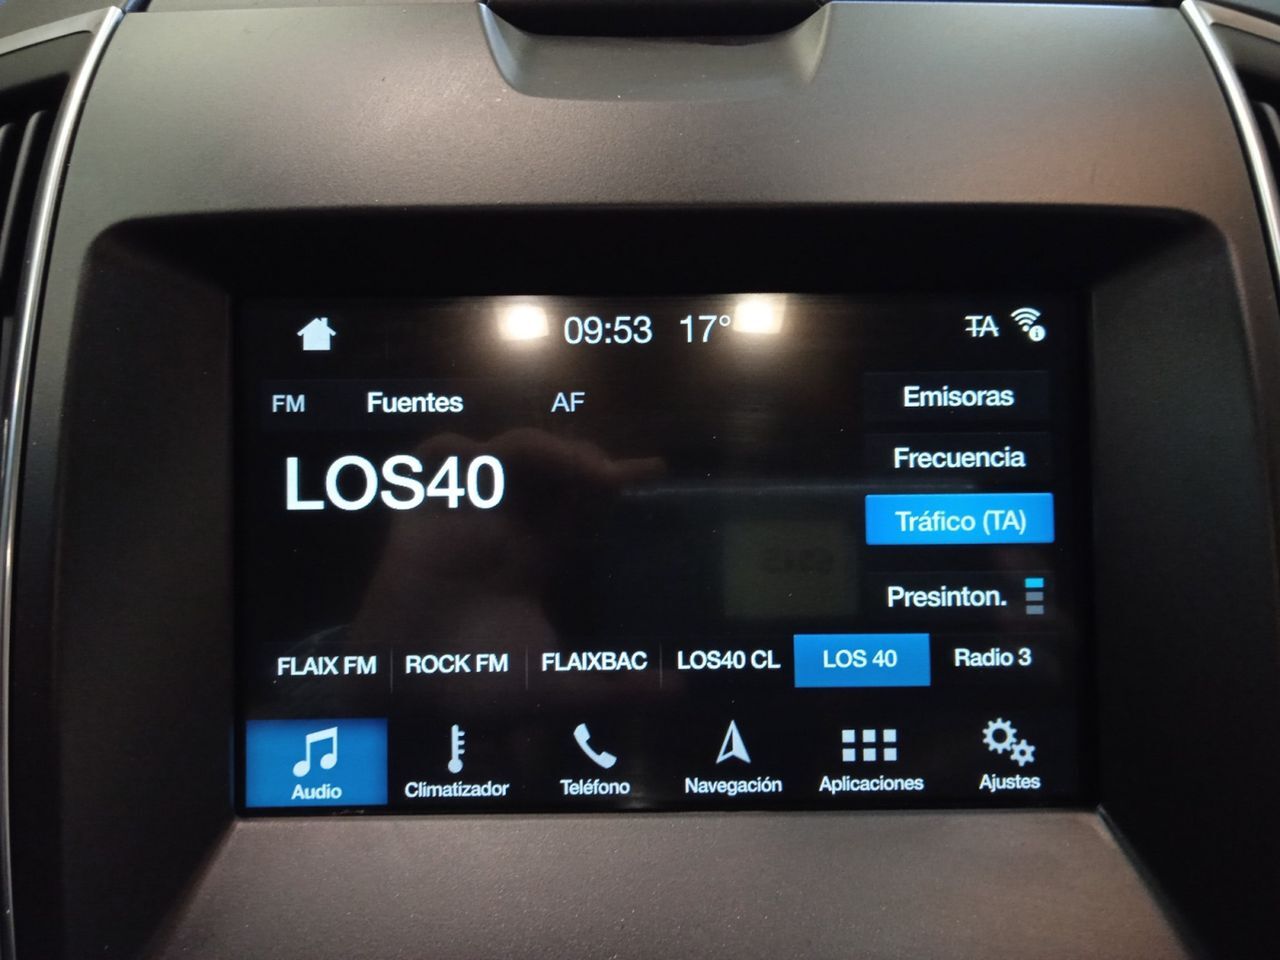 09:53 17°
TA
FM Fuentes AF
Emisoras
LOS40
Frecuencia
Tráfico (TA)
Presinton.
FLAIX FM ROCK FM FLAIXBAC LOS40 CL LOS 40 Radio 3
Audio Climatizador Teléfono Navegación Aplicaciones Ajustes